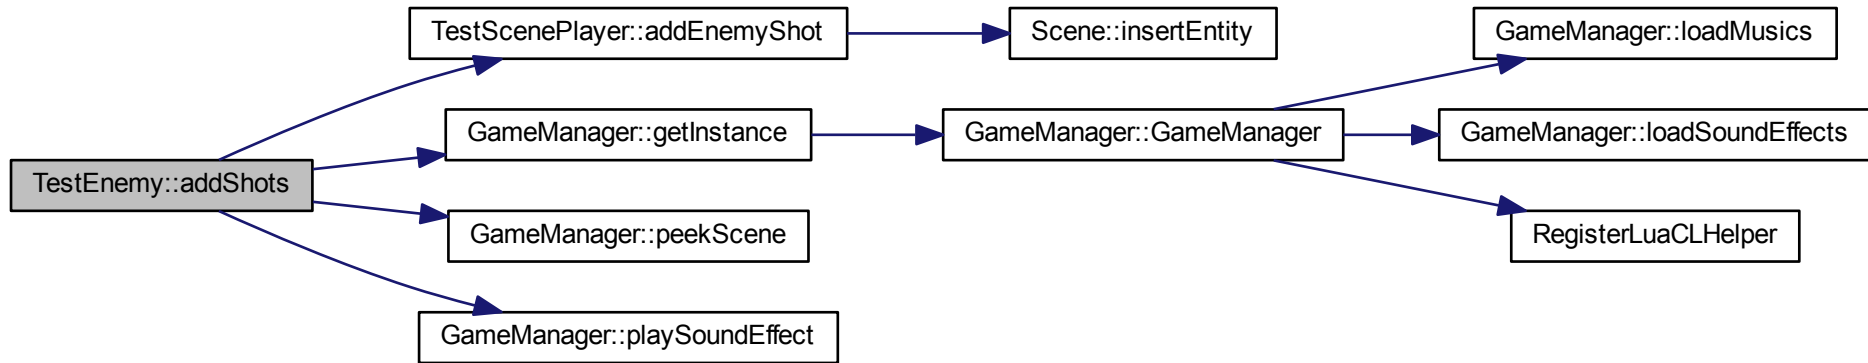 TestScenePlayer::addEnemyShot
Scene::insertEntity
GameManager::loadMusics
GameManager::getInstance
GameManager::GameManager
GameManager::loadSoundEffects
TestEnemy::addShots
GameManager::peekScene
RegisterLuaCLHelper
GameManager::playSoundEffect